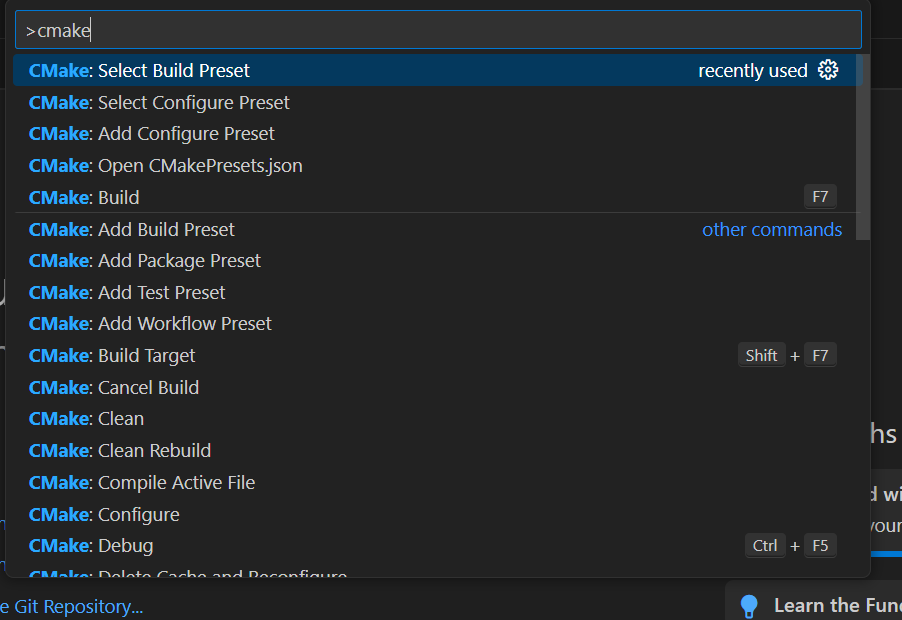 >cmake
CMake: Select Build Preset recently used
CMake: Select Configure Preset
CMake: Add Configure Preset
CMake: Open CMakePresets.json
CMake: Build F7
CMake: Add Build Preset other commands
CMake: Add Package Preset
CMake: Add Test Preset
CMake: Add Workflow Preset
CMake: Build Target Shift + F7
CMake: Cancel Build
CMake: Clean
hs
CMake: Clean Rebuild
CMake: Compile Active File
d wi
CMake: Configure
your
CMake: Debug Ctrl + F5
CMake: Delete Cache and Reconfigure
e Git Repository...
Learn the Fund